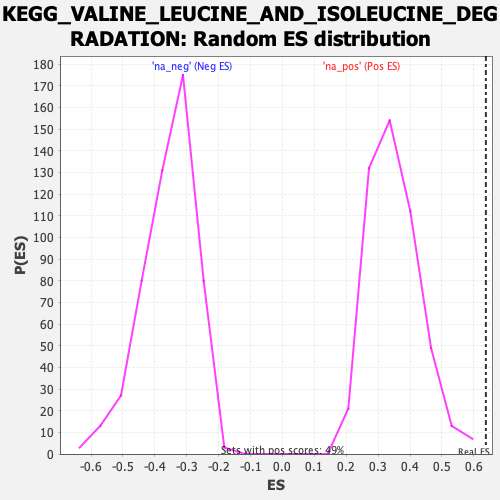 KEGG_VALINE_LEUCINE_AND_ISOLEUCINE_DEG
RADATION: Random ES distribution
'na_neg' (Neg ES)
'na_pos' (Pos ES)
180
170
160
150
140
130
120
110
100
90
80
70
60
50
40
30
20
10
0
P(ES)
Sets with pos scores: 49%
Real ES
-0.6 -0.5 -0.4 -0.3 -0.2 -0.1 0.0 0.1 0.2 0.3 0.4 0.5 0.6
ES